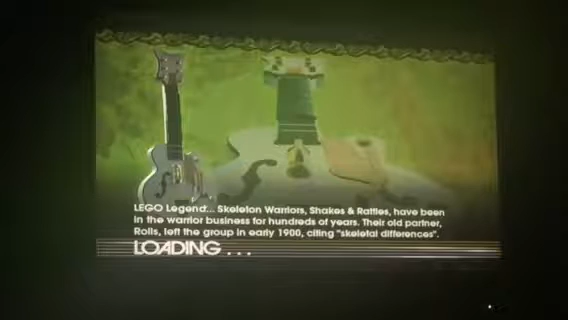 LEGO Legend... Skeleton Warriors, Shakes & Rattles, have been
in the warrior business for hundreds of years. Their old partner,
Rolls, left the group in early 1900, citing "skeletal differences".
LOADING . . .